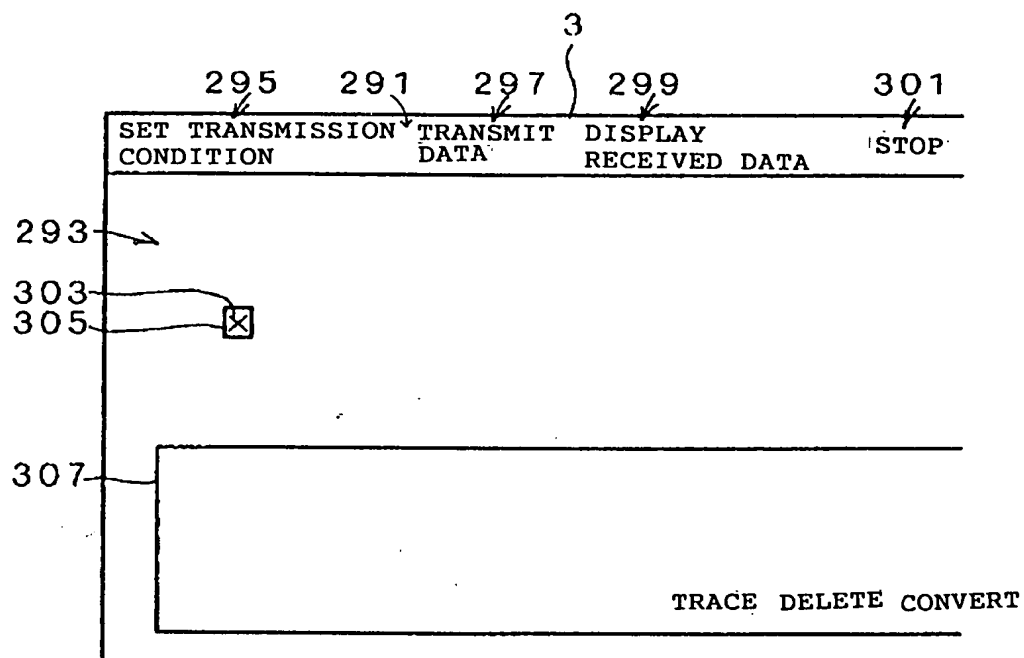 3
295 291 297 299 301
SET TRANSMISSION TRANSMIT DISPLAY STOP
CONDITION DATA RECEIVED DATA
293
303
305
307
TRACE DELETE CONVERT